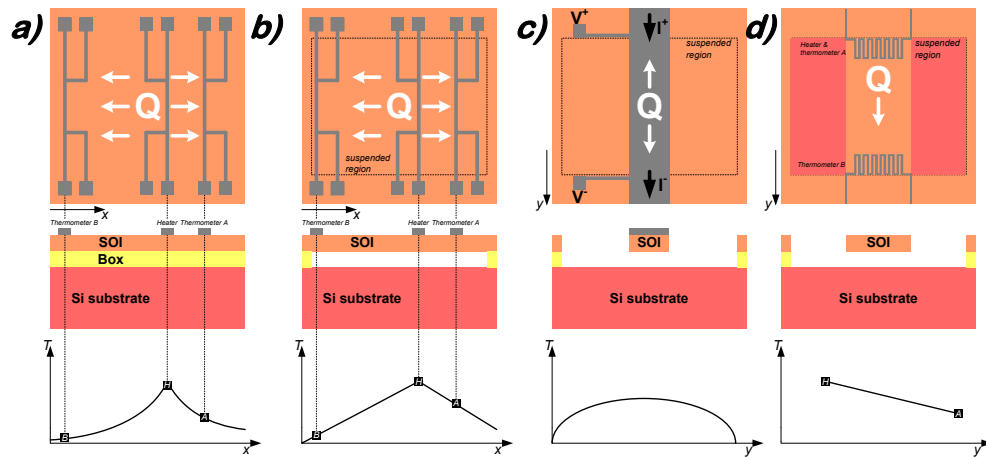 a)
Q
x
Thermometer B
Heater
Thermometer A
SOI
Box
Si substrate
T
B
H
A
x
b)
Q
suspended
region
x
Thermometer B
Heater
Thermometer A
SOI
Si substrate
T
B
H
A
x
c)
V+
I+
suspended
region
Q
V-
I-
y
SOI
Si substrate
T
y
d)
Heater &
thermometer A
suspended
region
Q
Thermometer B
y
SOI
Si substrate
T
H
A
y